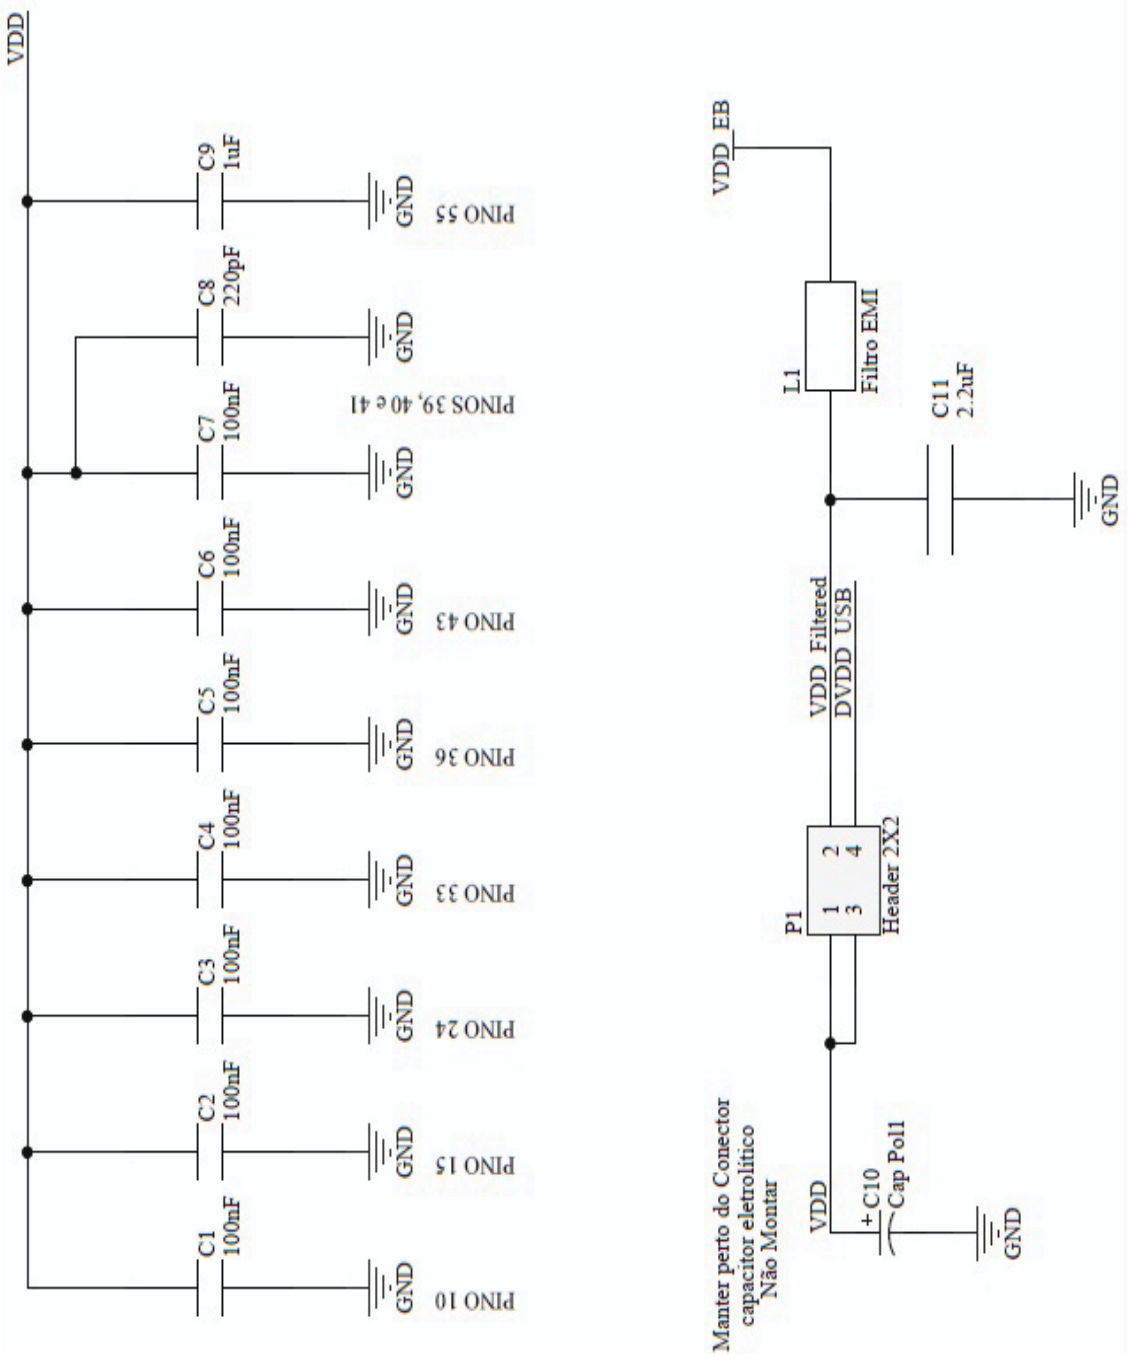 VDD
C1
100nF
GND
PINO 10
C2
100nF
GND
PINO 15
C3
100nF
GND
PINO 24
C4
100nF
GND
PINO 33
C5
100nF
GND
PINO 36
C6
100nF
GND
PINO 43
C7
100nF
GND
PINOS 39, 40 e 41
C8
220pF
GND
C9
1uF
GND
PINO 55
Manter perto do Conector
capacitor eletrolítico
Não Montar
VDD
+
C10
Cap Pol1
GND
P1
1
2
3
4
Header 2X2
VDD_Filtered
DVDD_USB
L1
Filtro EMI
VDD_EB
C11
2.2uF
GND